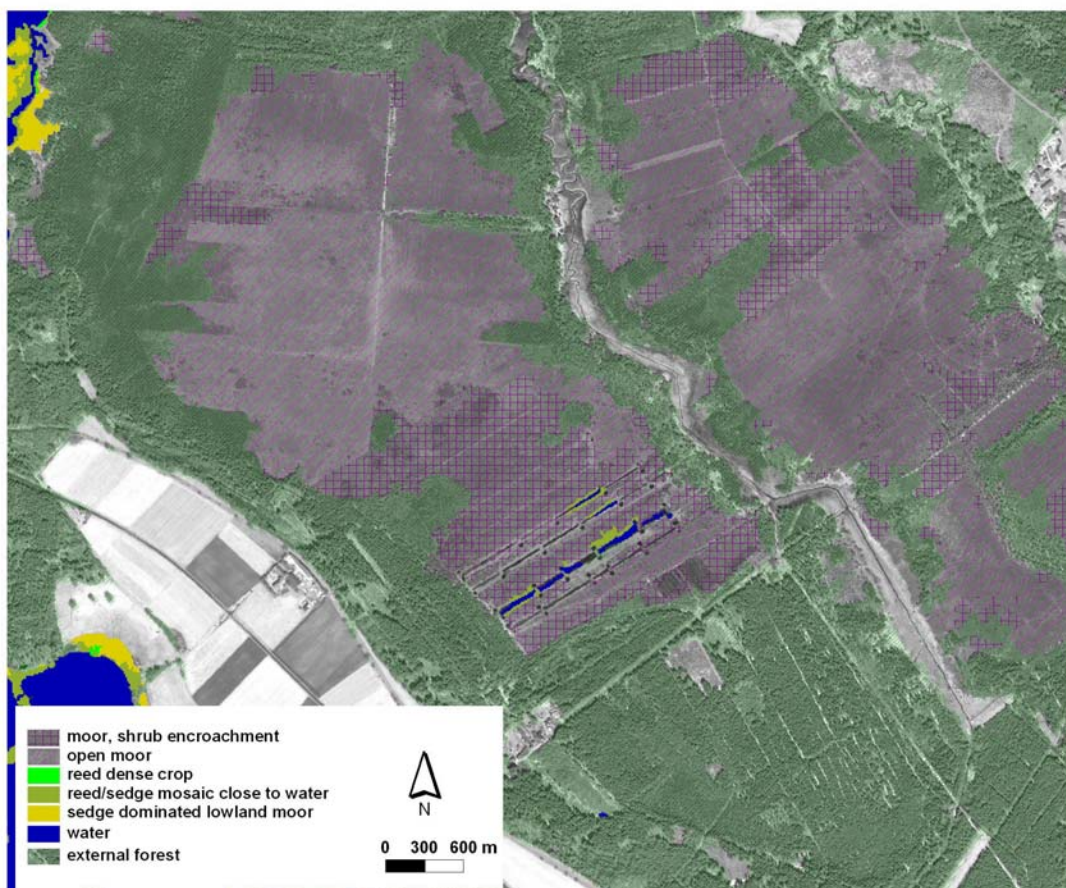 moor, shrub encroachment
open moor
reed dense crop
reed/sedge mosaic close to water
sedge dominated lowland moor
water
external forest
N
0 300 600 m